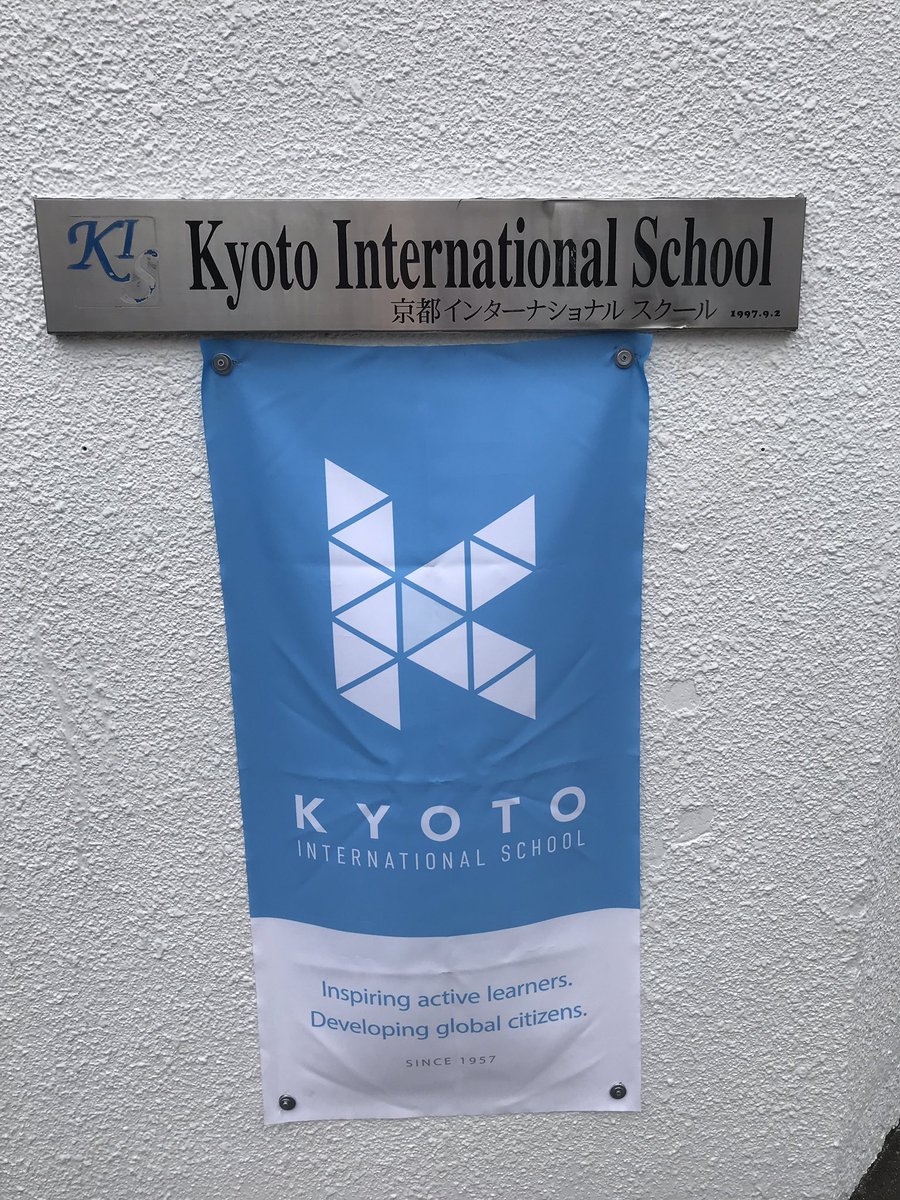 KIS
Kyoto International School
京都インターナショナル スクール 1997.9.2
KYOTO
INTERNATIONAL SCHOOL
Inspiring active learners.
Developing global citizens.
SINCE 1957